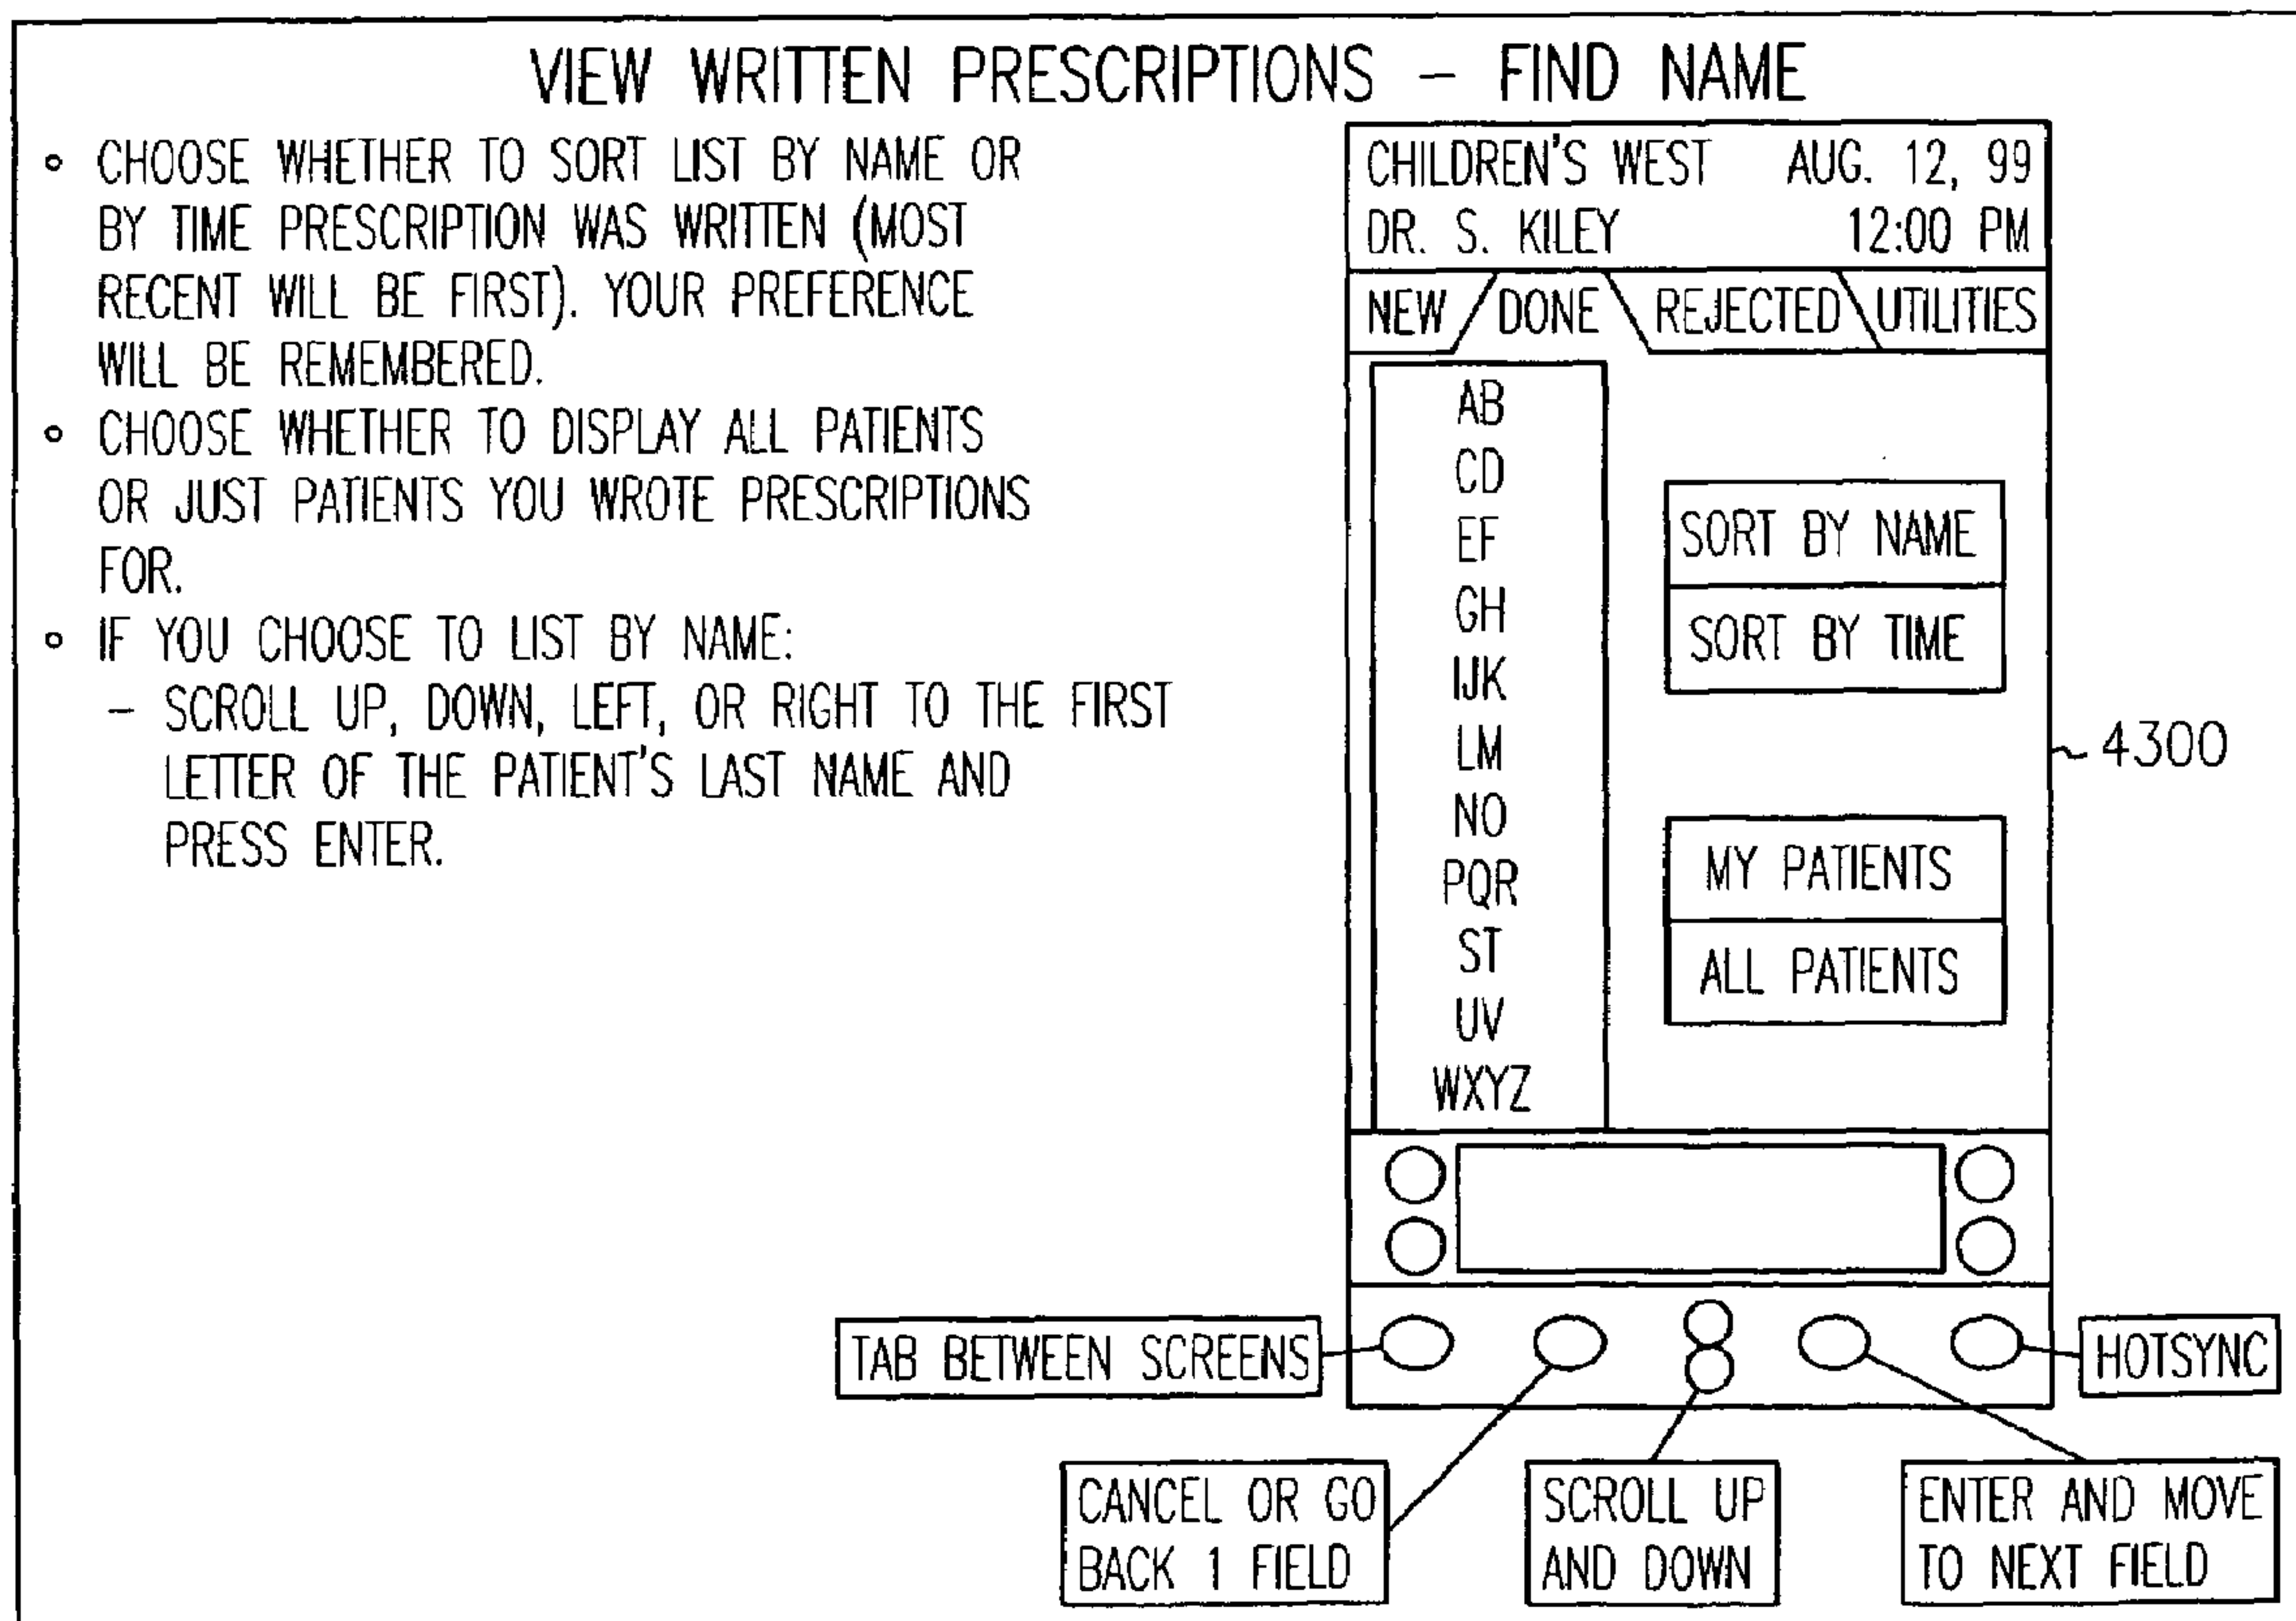 VIEW WRITTEN PRESCRIPTIONS – FIND NAME
◦ CHOOSE WHETHER TO SORT LIST BY NAME OR
BY TIME PRESCRIPTION WAS WRITTEN (MOST
RECENT WILL BE FIRST). YOUR PREFERENCE
WILL BE REMEMBERED.
◦ CHOOSE WHETHER TO DISPLAY ALL PATIENTS
OR JUST PATIENTS YOU WROTE PRESCRIPTIONS
FOR.
◦ IF YOU CHOOSE TO LIST BY NAME:
– SCROLL UP, DOWN, LEFT, OR RIGHT TO THE FIRST
LETTER OF THE PATIENT'S LAST NAME AND
PRESS ENTER.
CHILDREN'S WEST AUG. 12, 99
DR. S. KILEY 12:00 PM
NEW DONE REJECTED UTILITIES
AB
CD
EF
GH
IJK
LM
NO
PQR
ST
UV
WXYZ
SORT BY NAME
SORT BY TIME
MY PATIENTS
ALL PATIENTS
4300
TAB BETWEEN SCREENS
HOTSYNC
CANCEL OR GO
BACK 1 FIELD
SCROLL UP
AND DOWN
ENTER AND MOVE
TO NEXT FIELD